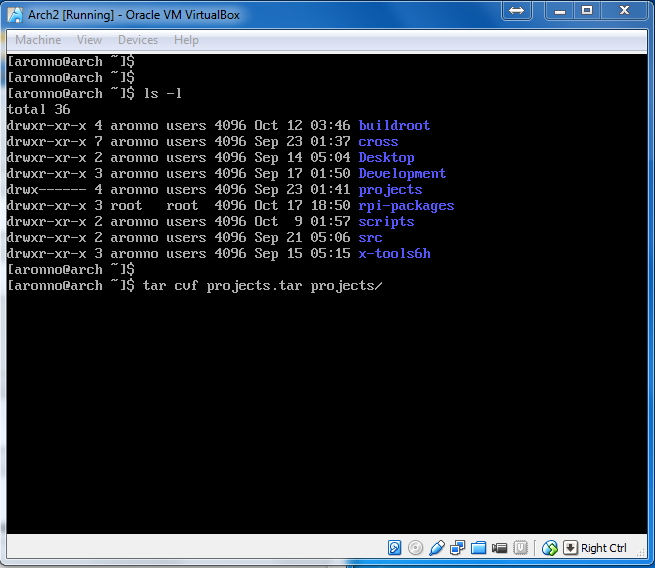 Arch2 [Running] - Oracle VM VirtualBox
Machine View Devices Help
[aronno@arch ~]$
[aronno@arch ~]$
[aronno@arch ~]$ ls -l
total 36
drwxr-xr-x 4 aronno users 4096 Oct 12 03:46 buildroot
drwxr-xr-x 7 aronno users 4096 Sep 23 01:37 cross
drwxr-xr-x 2 aronno users 4096 Sep 14 05:04 Desktop
drwxr-xr-x 3 aronno users 4096 Sep 17 01:50 Development
drwx------ 4 aronno users 4096 Sep 23 01:41 projects
drwxr-xr-x 3 root   root  4096 Oct 17 18:50 rpi-packages
drwxr-xr-x 2 aronno users 4096 Oct  9 01:57 scripts
drwxr-xr-x 2 aronno users 4096 Sep 21 05:06 src
drwxr-xr-x 3 aronno users 4096 Sep 15 05:15 x-tools6h
[aronno@arch ~]$
[aronno@arch ~]$ tar cvf projects.tar projects/
Right Ctrl